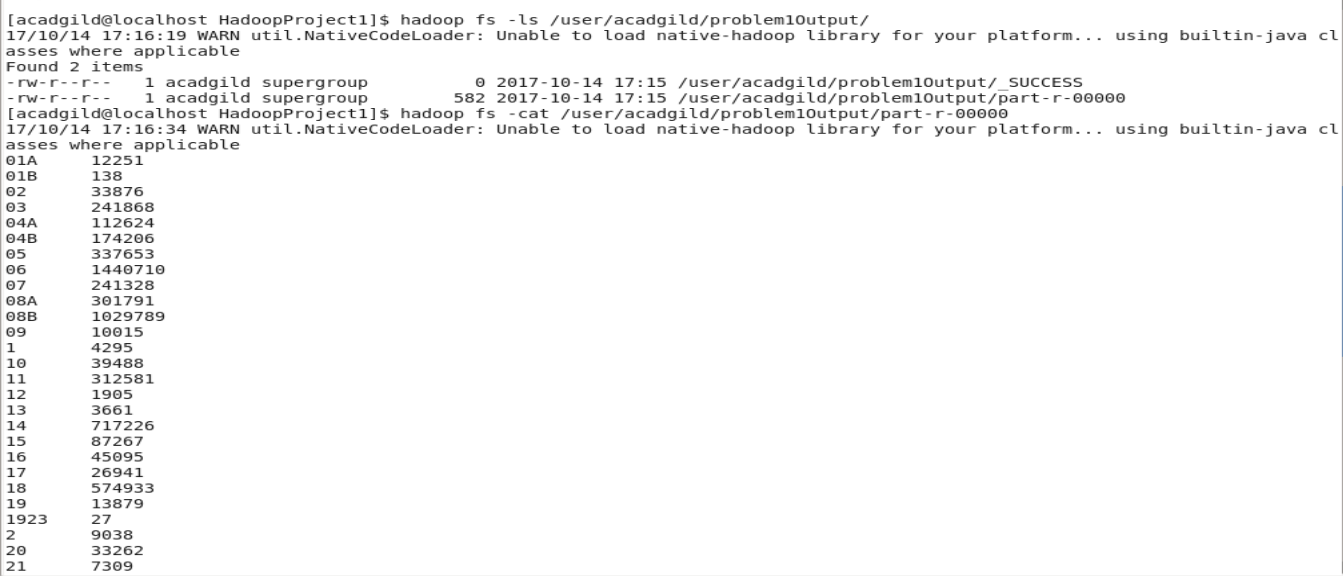 [acadgild@localhost HadoopProject1]$ hadoop fs -ls /user/acadgild/problem1Output/
17/10/14 17:16:19 WARN util.NativeCodeLoader: Unable to load native-hadoop library for your platform... using builtin-java cl
asses where applicable
Found 2 items
-rw-r--r--   1 acadgild supergroup          0 2017-10-14 17:15 /user/acadgild/problem1Output/_SUCCESS
-rw-r--r--   1 acadgild supergroup        582 2017-10-14 17:15 /user/acadgild/problem1Output/part-r-00000
[acadgild@localhost HadoopProject1]$ hadoop fs -cat /user/acadgild/problem1Output/part-r-00000
17/10/14 17:16:34 WARN util.NativeCodeLoader: Unable to load native-hadoop library for your platform... using builtin-java cl
asses where applicable
01A     12251
01B     138
02      33876
03      241868
04A     112624
04B     174206
05      337653
06      1440710
07      241328
08A     301791
08B     1029789
09      10015
1       4295
10      39488
11      312581
12      1905
13      3661
14      717226
15      87267
16      45095
17      26941
18      574933
19      13879
1923    27
2       9038
20      33262
21      7309